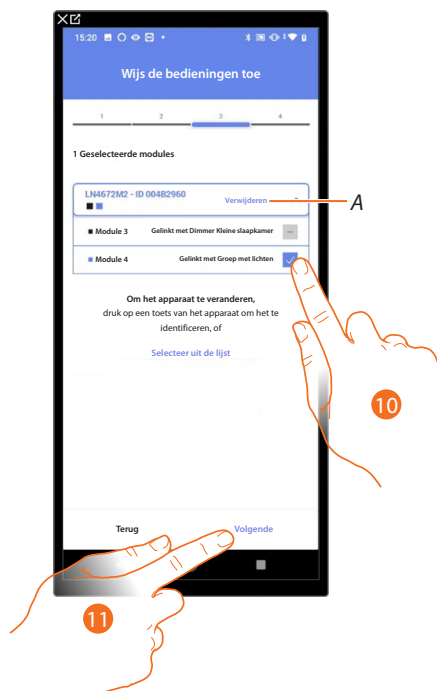 15:20
Wijs de bedieningen toe
1 2 3 4
1 Geselecteerde modules
LN4672M2 - ID 004B2960
Verwijderen
A
Module 3 Gelinkt met Dimmer Kleine slaapkamer
Module 4 Gelinkt met Groep met lichten
Om het apparaat te veranderen,
druk op een toets van het apparaat om het te
identificeren, of
Selecteer uit de lijst
10
Terug Volgende
11